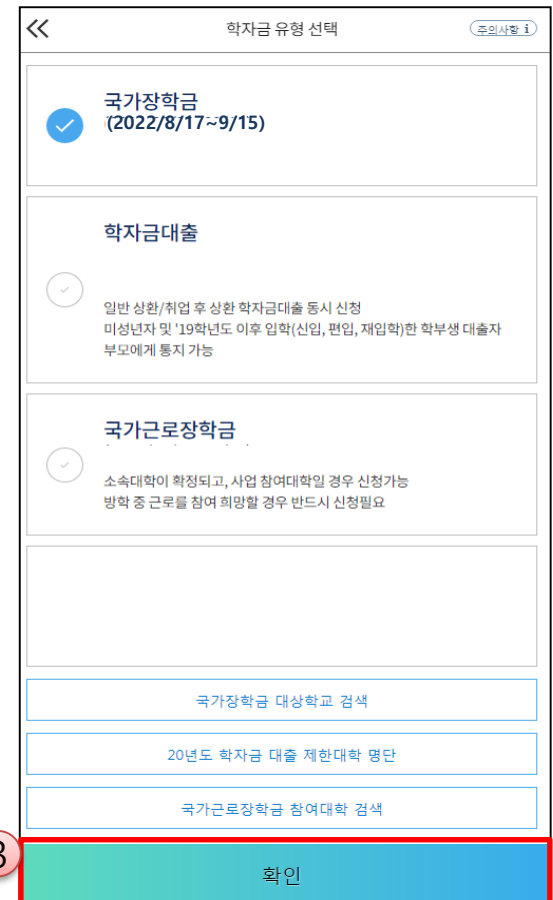 학자금 유형 선택
주의사항 i
국가장학금
(2022/8/17~9/15)
학자금대출
일반 상환/취업 후 상환 학자금대출 동시 신청
미성년자 및 '19학년도 이후 입학(신입, 편입, 재입학)한 학부생 대출자
부모에게 통지 가능
국가근로장학금
소속대학이 확정되고, 사업 참여대학일 경우 신청가능
방학 중 근로를 참여 희망할 경우 반드시 신청필요
국가장학금 대상학교 검색
20년도 학자금 대출 제한대학 명단
국가근로장학금 참여대학 검색
확인